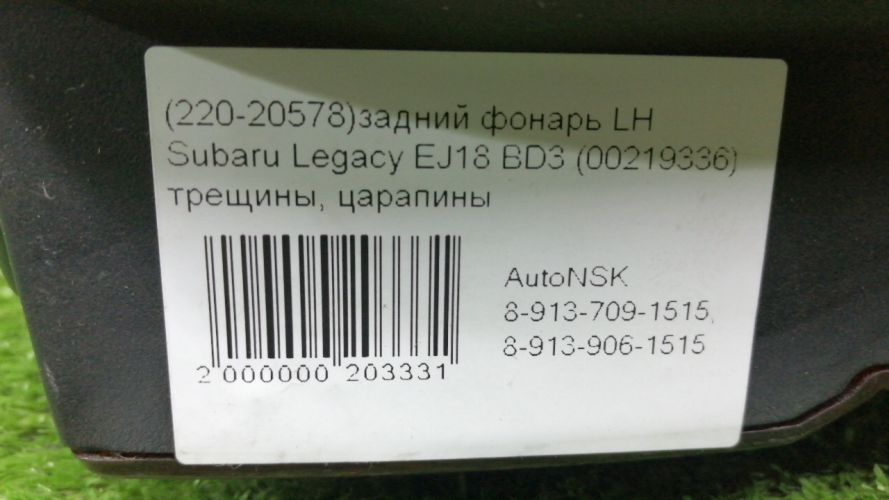 (220-20578)задний фонарь LH
Subaru Legacy EJ18 BD3 (00219336)
трещины, царапины
AutoNSK
8-913-709-1515,
8-913-906-1515
2 000000 203331